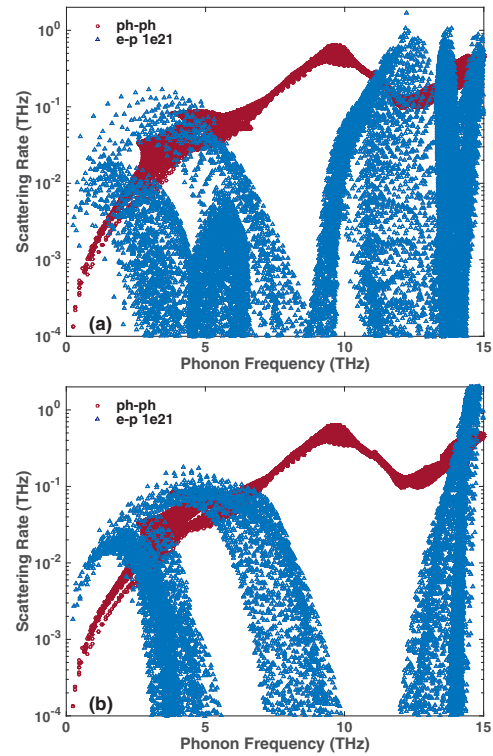 ph-ph
e-p 1e21
10⁰
10⁻¹
10⁻²
10⁻³
10⁻⁴
Scattering Rate (THz)
(a)
0 5 10 15
Phonon Frequency (THz)
ph-ph
e-p 1e21
10⁰
10⁻¹
10⁻²
10⁻³
10⁻⁴
Scattering Rate (THz)
(b)
0 5 10 15
Phonon Frequency (THz)